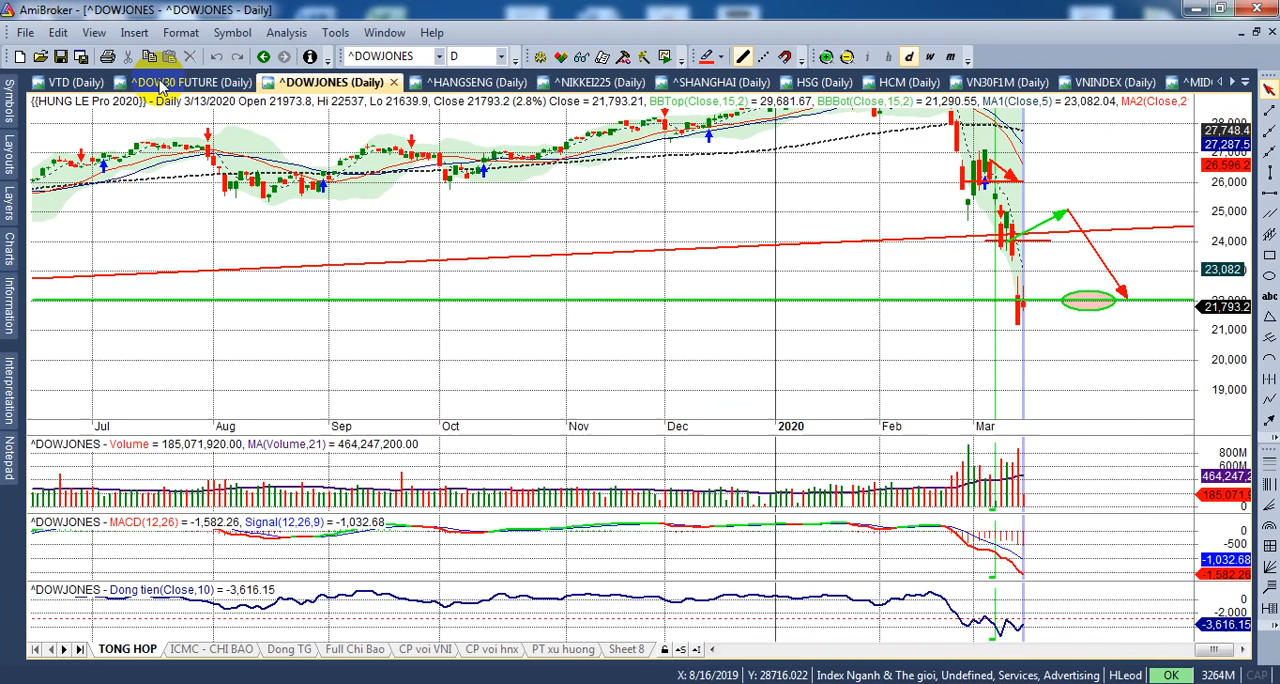 AmiBroker - [^DOWJONES - ^DOWJONES - Daily]
File Edit View Insert Format Symbol Analysis Tools Window Help
^DOWJONES D i h d w m
VTD (Daily) ^DOW30 FUTURE (Daily) ^DOWJONES (Daily) ^HANGSENG (Daily) ^NIKKEI225 (Daily) ^SHANGHAI (Daily) HSG (Daily) HCM (Daily) VN30F1M (Daily) VNINDEX (Daily) ^MID
{{HUNG LE Pro 2020}} - Daily 3/13/2020 Open 21973.8, Hi 22537, Lo 21639.9, Close 21793.2 (2.8%) Close = 21,793.21, BBTop(Close,15,2) = 29,681.67, BBBot(Close,15,2) = 21,290.55, MA1(Close,5) = 23,082.04, MA2(Close,2
Symbols
Layouts
Layers
Charts
Information
Interpretation
Notepad
abc
27,748.4
27,287.5
26,596.2
26,000
25,000
24,000
23,082
21,793.2
21,000
20,000
19,000
Jul Aug Sep Oct Nov Dec 2020 Feb Mar
^DOWJONES - Volume = 185,071,920.00, MA(Volume,21) = 464,247,200.00
800M
600M
464,247,2
185,071,9
^DOWJONES - MACD(12,26) = -1,582.26, Signal(12,26,9) = -1,032.68
0
-500
-1,032.68
-1,582.26
^DOWJONES - Dong tien(Close,10) = -3,616.15
0
-2,000
-3,616.15
TONG HOP ICMC - CHI BAO Dong TG Full Chi Bao CP voi VNI CP voi hnx PT xu huong Sheet 8
X: 8/16/2019 Y: 28716.022 Index Nganh & The gioi, Undefined, Services, Advertising HLeod OK 3264M CAP